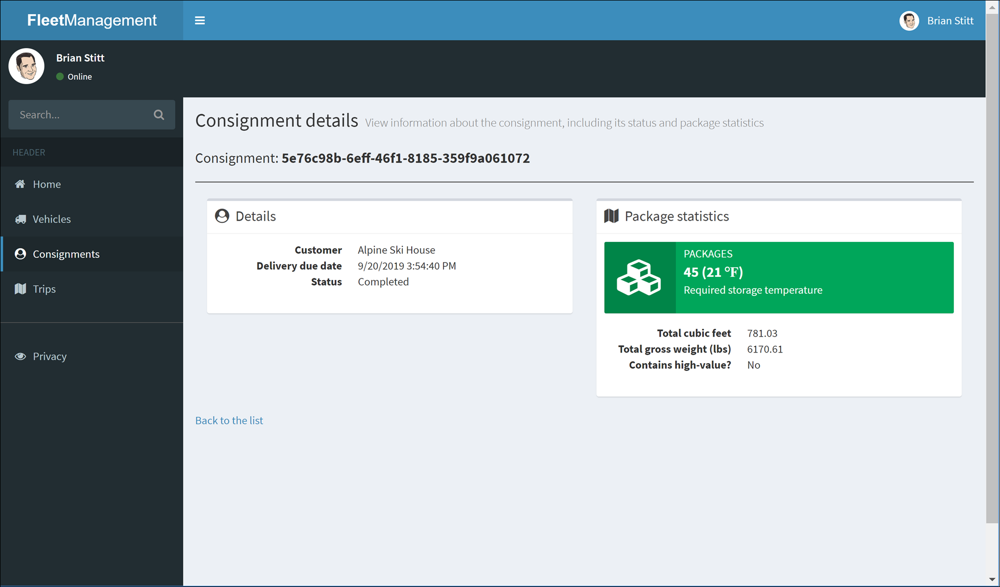 FleetManagement
Brian Stitt
Brian Stitt
Online
Search...
HEADER
Home
Vehicles
Consignments
Trips
Privacy
Consignment details View information about the consignment, including its status and package statistics
Consignment: 5e76c98b-6eff-46f1-8185-359f9a061072
Details
Customer Alpine Ski House
Delivery due date 9/20/2019 3:54:40 PM
Status Completed
Package statistics
PACKAGES
45 (21 °F)
Required storage temperature
Total cubic feet 781.03
Total gross weight (lbs) 6170.61
Contains high-value? No
Back to the list